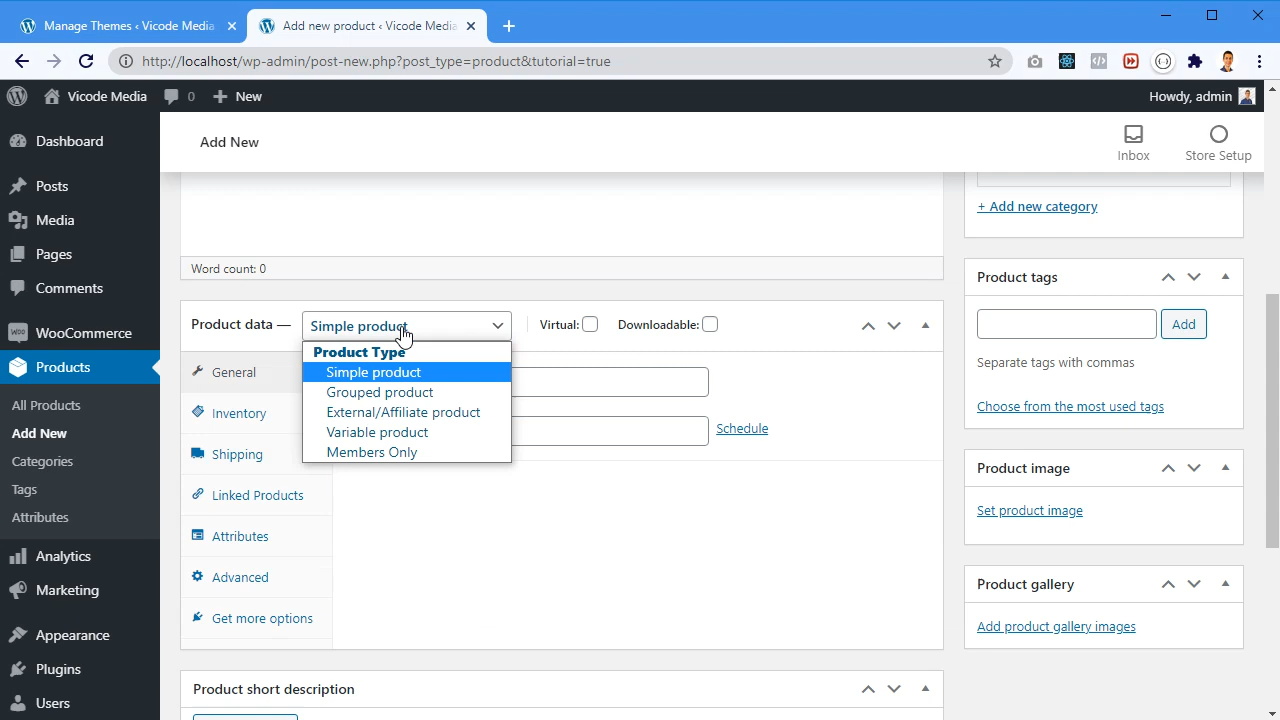 Manage Themes ‹ Vicode Media
Add new product ‹ Vicode Media
http://localhost/wp-admin/post-new.php?post_type=product&tutorial=true
Vicode Media
0
New
Howdy, admin
Dashboard
Posts
Media
Pages
Comments
WooCommerce
Products
All Products
Add New
Categories
Tags
Attributes
Analytics
Marketing
Appearance
Plugins
Users
Add New
Inbox
Store Setup
Word count: 0
Product data —
Simple product
Virtual:
Downloadable:
Product Type
Simple product
Grouped product
External/Affiliate product
Variable product
Members Only
General
Inventory
Shipping
Linked Products
Attributes
Advanced
Get more options
Schedule
Product short description
+ Add new category
Product tags
Add
Separate tags with commas
Choose from the most used tags
Product image
Set product image
Product gallery
Add product gallery images